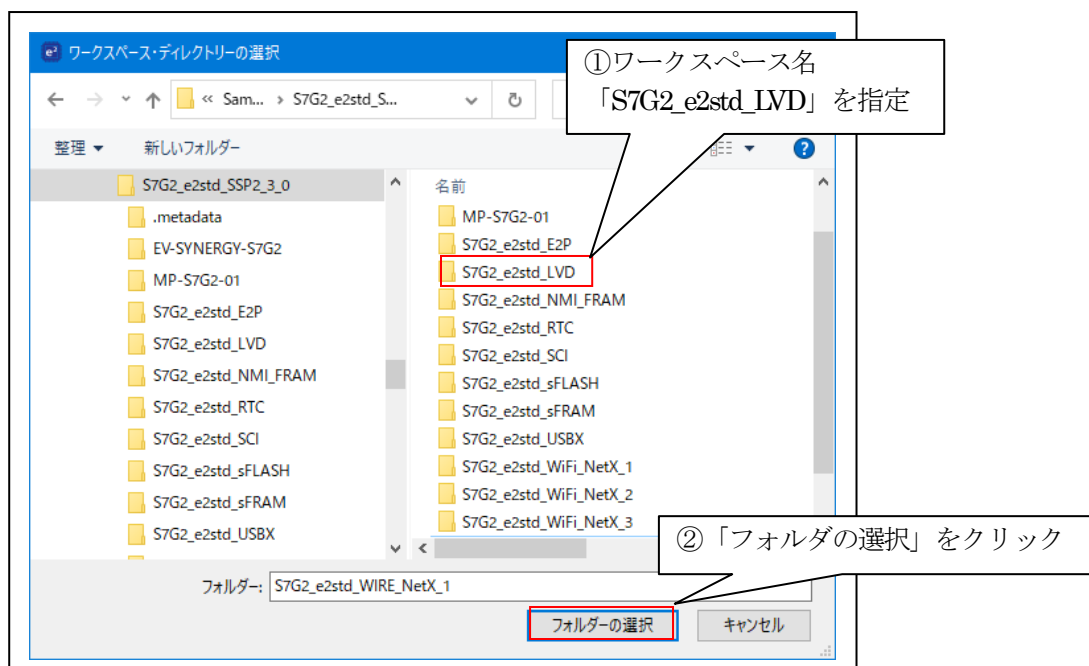 ワークスペース・ディレクトリーの選択
①ワークスペース名
「S7G2_e2std_LVD」を指定
« Sam... › S7G2_e2std_S...
整理 新しいフォルダー
S7G2_e2std_SSP2_3_0
.metadata
EV-SYNERGY-S7G2
MP-S7G2-01
S7G2_e2std_E2P
S7G2_e2std_LVD
S7G2_e2std_NMI_FRAM
S7G2_e2std_RTC
S7G2_e2std_SCI
S7G2_e2std_sFLASH
S7G2_e2std_sFRAM
S7G2_e2std_USBX
名前
MP-S7G2-01
S7G2_e2std_E2P
S7G2_e2std_LVD
S7G2_e2std_NMI_FRAM
S7G2_e2std_RTC
S7G2_e2std_SCI
S7G2_e2std_sFLASH
S7G2_e2std_sFRAM
S7G2_e2std_USBX
S7G2_e2std_WiFi_NetX_1
S7G2_e2std_WiFi_NetX_2
S7G2_e2std_WiFi_NetX_3
②「フォルダの選択」をクリック
フォルダー: S7G2_e2std_WIRE_NetX_1
フォルダーの選択 キャンセル